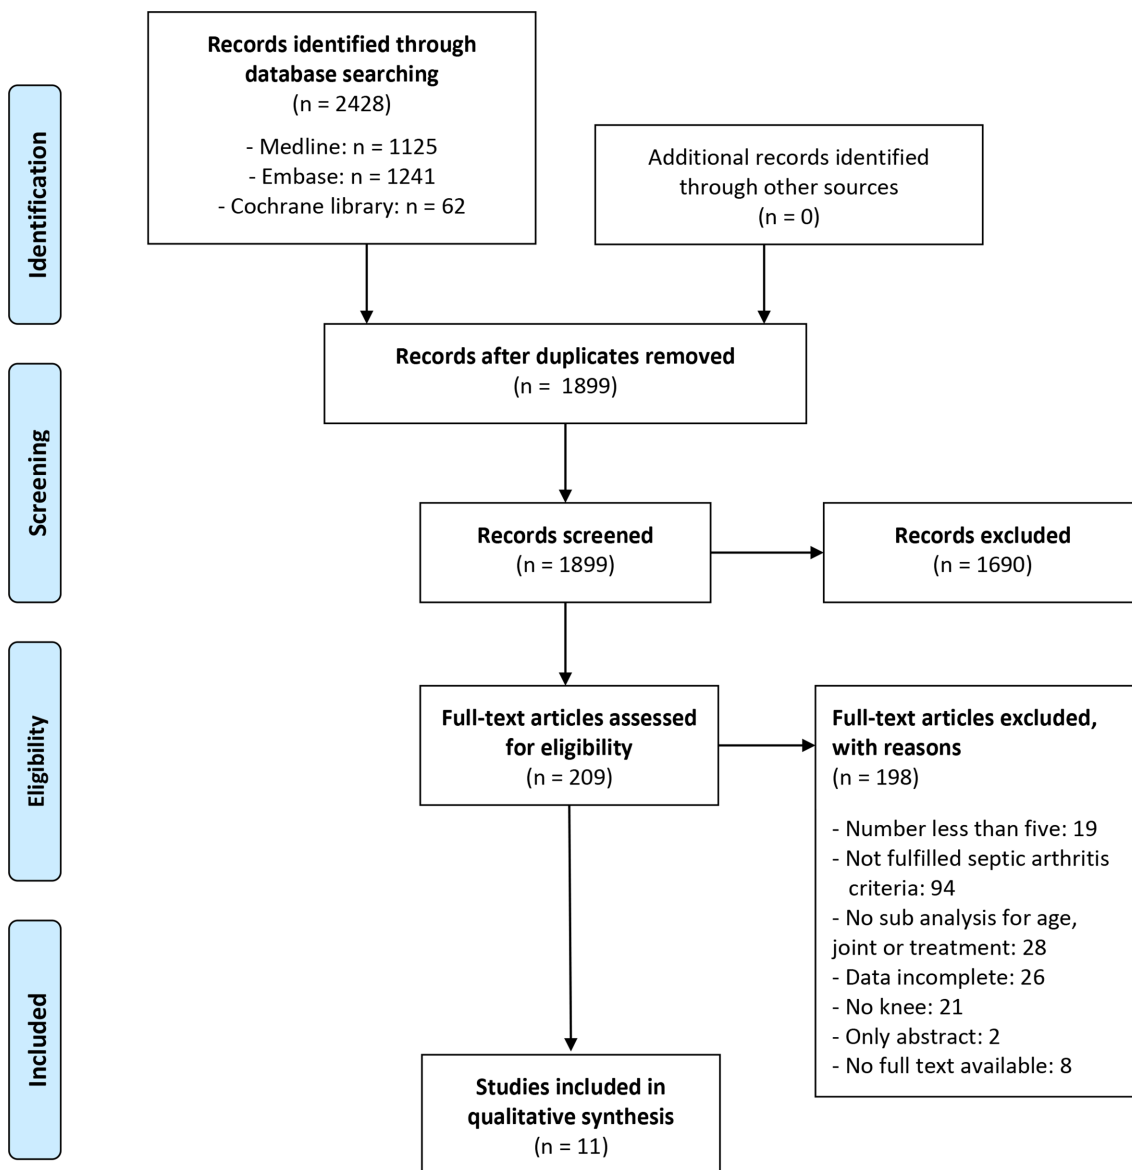 Identification
Records identified through
database searching
(n = 2428)
- Medline: n = 1125
- Embase: n = 1241
- Cochrane library: n = 62
Additional records identified
through other sources
(n = 0)
Records after duplicates removed
(n =  1899)
Screening
Records screened
(n = 1899)
Records excluded
(n = 1690)
Eligibility
Full-text articles assessed
for eligibility
(n = 209)
Full-text articles excluded,
with reasons
(n = 198)
- Number less than five: 19
- Not fulfilled septic arthritis
criteria: 94
- No sub analysis for age,
joint or treatment: 28
- Data incomplete: 26
- No knee: 21
- Only abstract: 2
- No full text available: 8
Included
Studies included in
qualitative synthesis
(n = 11)